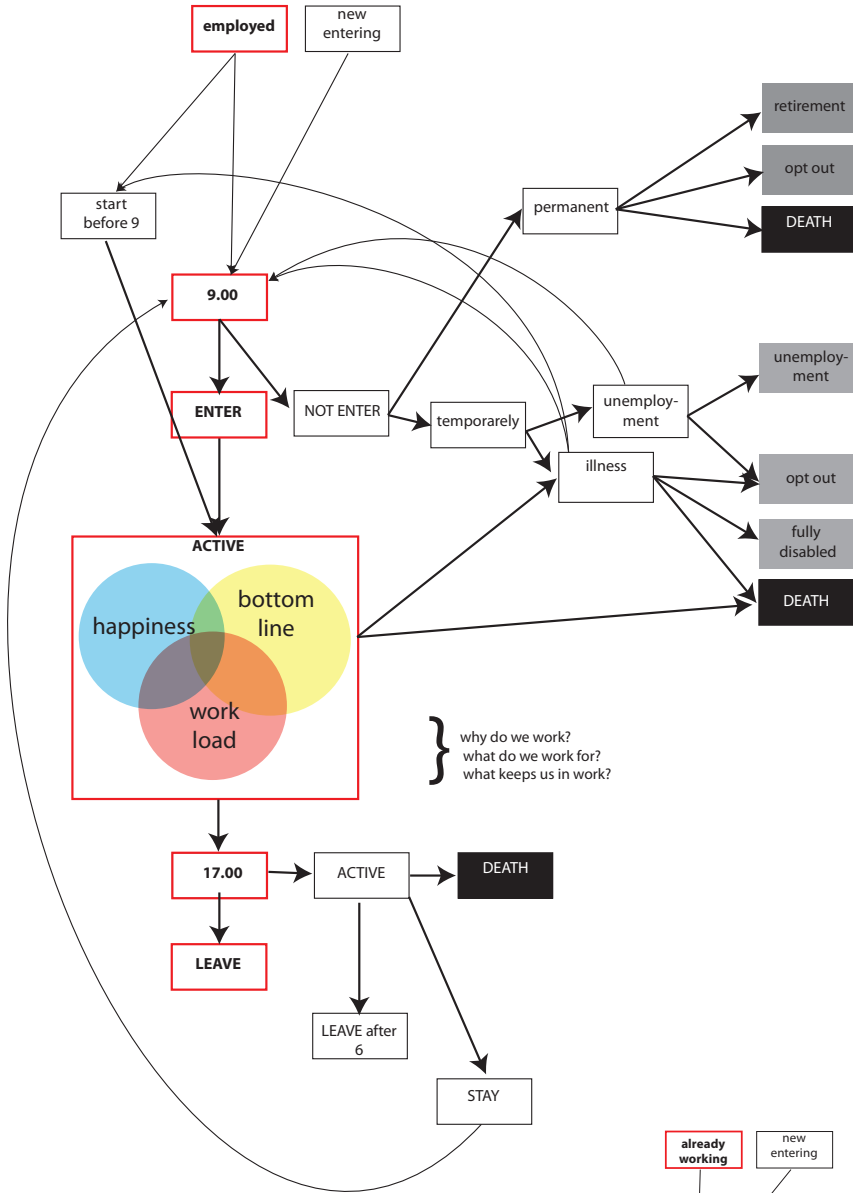 employed
new
entering
retirement
opt out
DEATH
start
before 9
permanent
9.00
unemploy-
ment
ENTER
NOT ENTER
temporarely
unemploy-
ment
illness
opt out
fully
disabled
DEATH
ACTIVE
happiness
bottom
line
work
load
}
why do we work?
what do we work for?
what keeps us in work?
17.00
ACTIVE
DEATH
LEAVE
LEAVE after
6
STAY
already
working
new
entering